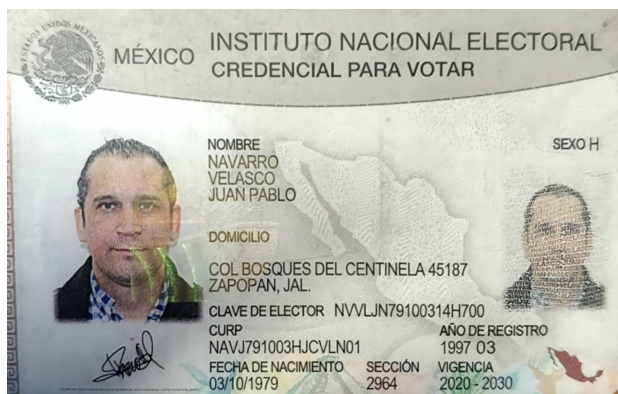 ESTADOS UNIDOS MEXICANOS
MÉXICO
INSTITUTO NACIONAL ELECTORAL
CREDENCIAL PARA VOTAR
NOMBRE
NAVARRO
VELASCO
JUAN PABLO
SEXO H
DOMICILIO
COL BOSQUES DEL CENTINELA 45187
ZAPOPAN, JAL.
CLAVE DE ELECTOR NVVLJN79100314H700
CURP
NAVJ791003HJCVLN01
AÑO DE REGISTRO
1997 03
FECHA DE NACIMIENTO
03/10/1979
SECCIÓN
2964
VIGENCIA
2020 - 2030